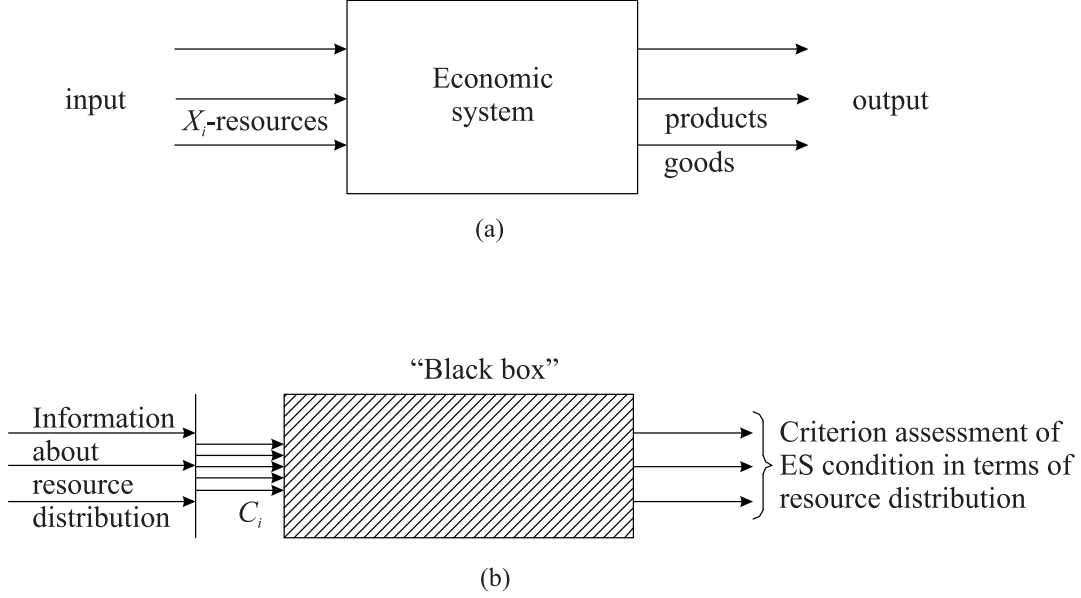 Economic
system
input
output
X_i-resources
products
goods
(a)
“Black box”
Information
about
resource
distribution
C_i
Criterion assessment of
ES condition in terms of
resource distribution
(b)